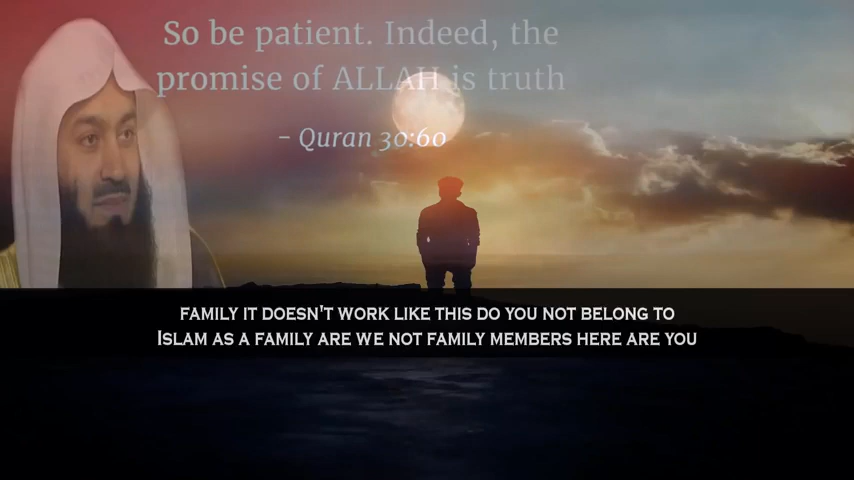 So be patient. Indeed, the
promise of ALLAH is truth
- Quran 30:60
FAMILY IT DOESN'T WORK LIKE THIS DO YOU NOT BELONG TO
ISLAM AS A FAMILY ARE WE NOT FAMILY MEMBERS HERE ARE YOU